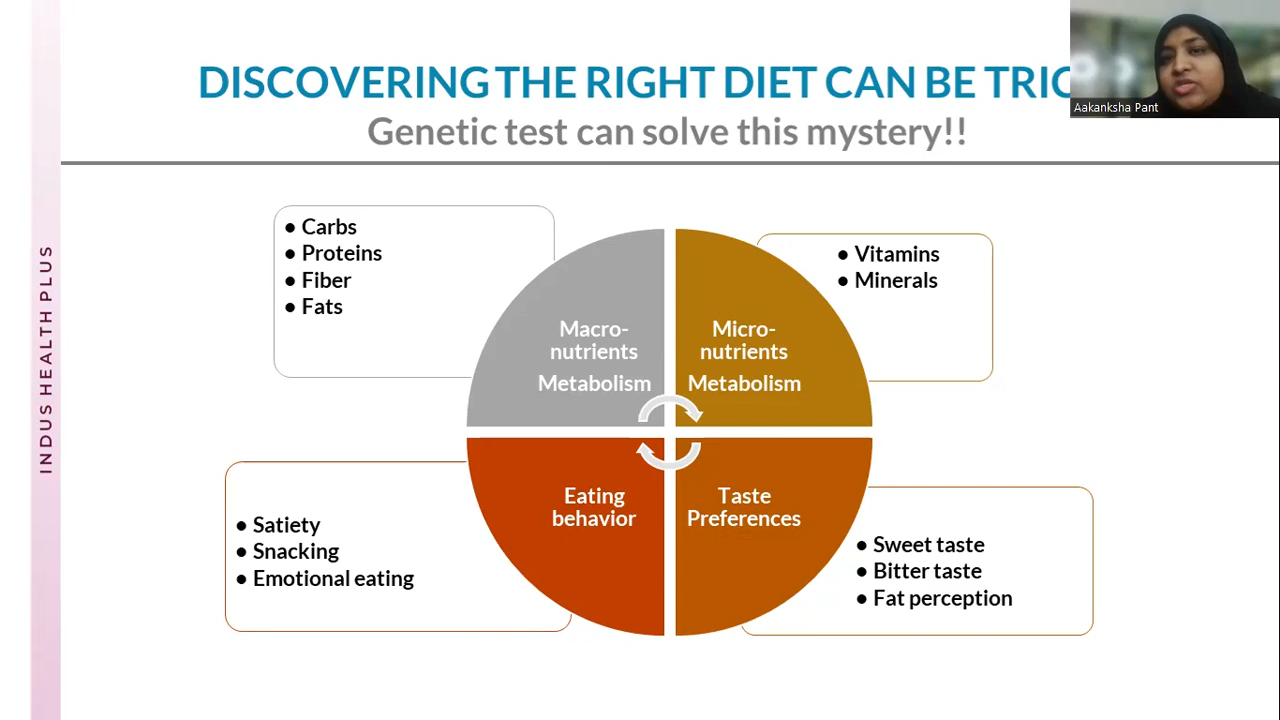 DISCOVERING THE RIGHT DIET CAN BE
Genetic test can solve this mystery!!
Aakanksha Pant
INDUS HEALTH PLUS
● Carbs
● Proteins
● Fiber
● Fats
Macro-
nutrients
Metabolism
Micro-
nutrients
Metabolism
● Vitamins
● Minerals
Eating
behavior
● Satiety
● Snacking
● Emotional eating
Taste
Preferences
● Sweet taste
● Bitter taste
● Fat perception